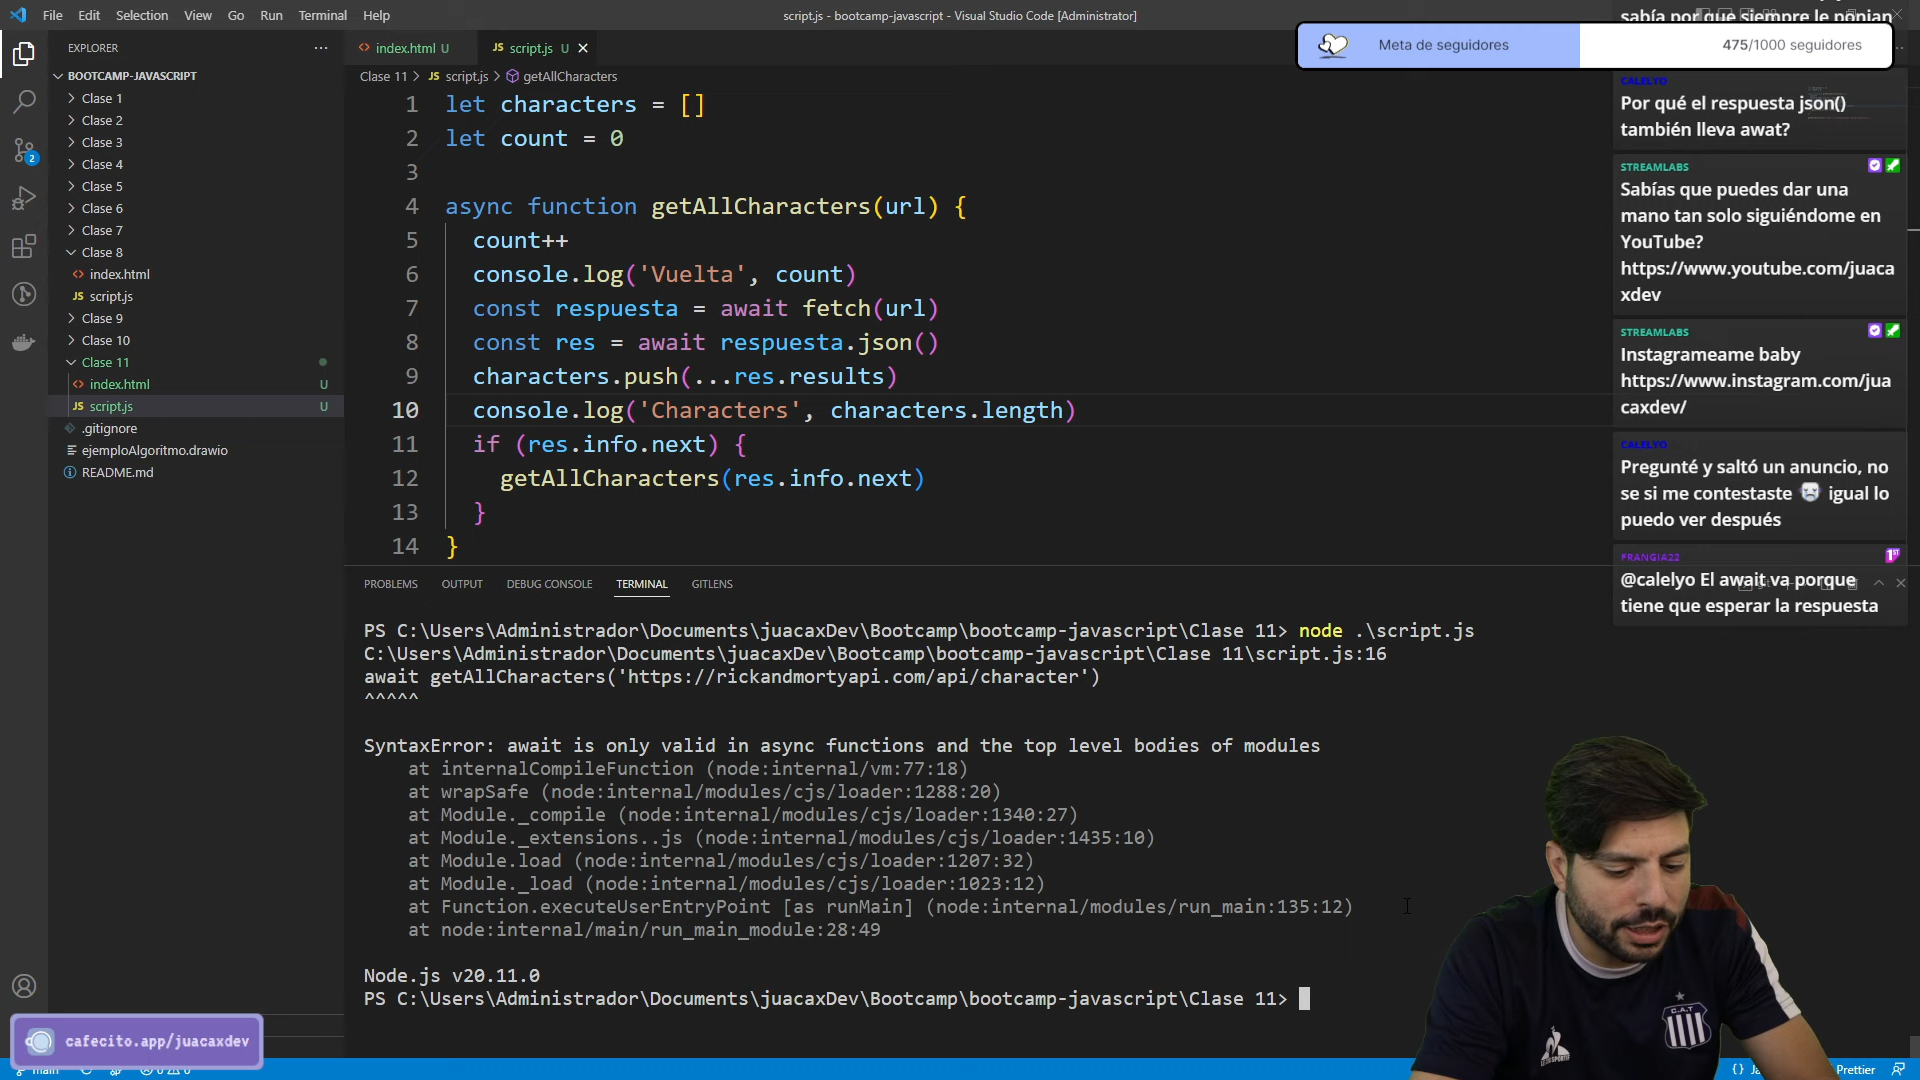 File Edit Selection View Go Run Terminal Help
script.js - bootcamp-javascript - Visual Studio Code [Administrator]
EXPLORER
BOOTCAMP-JAVASCRIPT
Clase 1
Clase 2
Clase 3
Clase 4
Clase 5
Clase 6
Clase 7
Clase 8
index.html
script.js
Clase 9
Clase 10
Clase 11
index.html U
script.js U
.gitignore
ejemploAlgoritmo.drawio
README.md
2
index.html U
script.js U
Clase 11 > script.js > getAllCharacters
1 let characters = []
2 let count = 0
3
4 async function getAllCharacters(url) {
5 count++
6 console.log('Vuelta', count)
7 const respuesta = await fetch(url)
8 const res = await respuesta.json()
9 characters.push(...res.results)
10 console.log('Characters', characters.length)
11 if (res.info.next) {
12 getAllCharacters(res.info.next)
13 }
14 }
PROBLEMS OUTPUT DEBUG CONSOLE TERMINAL GITLENS
PS C:\Users\Administrador\Documents\juacaxDev\Bootcamp\bootcamp-javascript\Clase 11> node .\script.js
C:\Users\Administrador\Documents\juacaxDev\Bootcamp\bootcamp-javascript\Clase 11\script.js:16
await getAllCharacters('https://rickandmortyapi.com/api/character')
^^^^^
SyntaxError: await is only valid in async functions and the top level bodies of modules
at internalCompileFunction (node:internal/vm:77:18)
at wrapSafe (node:internal/modules/cjs/loader:1288:20)
at Module._compile (node:internal/modules/cjs/loader:1340:27)
at Module._extensions..js (node:internal/modules/cjs/loader:1435:10)
at Module.load (node:internal/modules/cjs/loader:1207:32)
at Module._load (node:internal/modules/cjs/loader:1023:12)
at Function.executeUserEntryPoint [as runMain] (node:internal/modules/run_main:135:12)
at node:internal/main/run_main_module:28:49
Node.js v20.11.0
PS C:\Users\Administrador\Documents\juacaxDev\Bootcamp\bootcamp-javascript\Clase 11>
sabía por que siempre le ponian
Meta de seguidores 475/1000 seguidores
CALELYO
Por qué el respuesta json()
también lleva awat?
STREAMLABS
Sabías que puedes dar una
mano tan solo siguiéndome en
YouTube?
https://www.youtube.com/juaca
xdev
STREAMLABS
Instagrameame baby
https://www.instagram.com/jua
caxdev/
CALELYO
Pregunté y saltó un anuncio, no
se si me contestaste igual lo
puedo ver después
FRANGIA22
@calelyo El await va porque
tiene que esperar la respuesta
C.A.T
cafecito.app/juacaxdev
main
Prettier